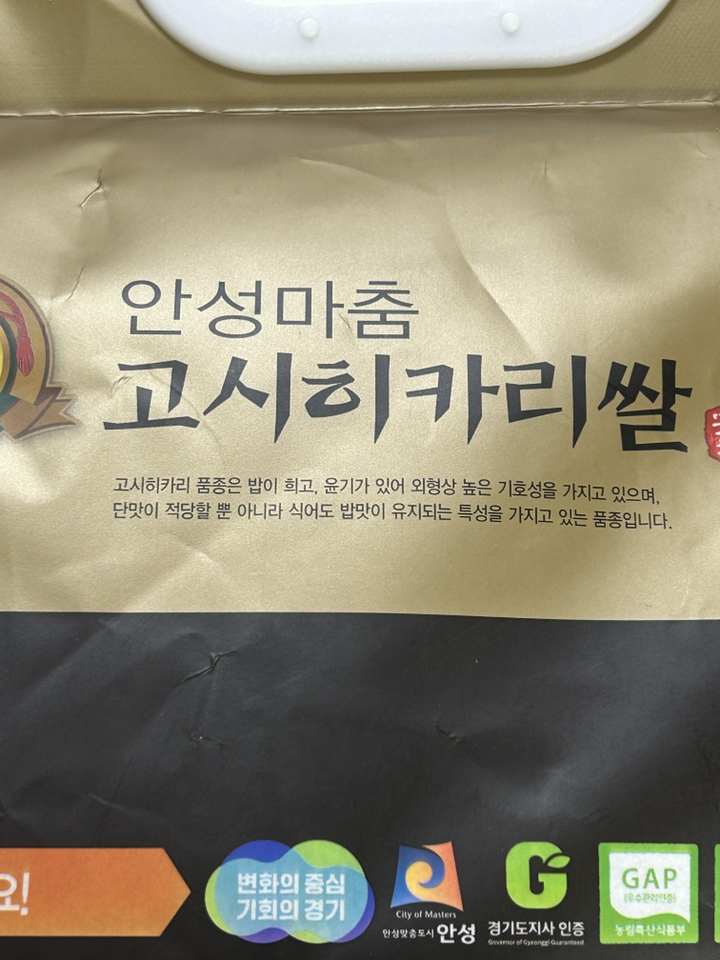 안성마춤
고시히카리쌀
고시히카리 품종은 밥이 희고, 윤기가 있어 외형상 높은 기호성을 가지고 있으며,
단맛이 적당할 뿐 아니라 식어도 밥맛이 유지되는 특성을 가지고 있는 품종입니다.
요!
변화의 중심
기회의 경기
City of Masters
안성맞춤도시 안성
경기도지사 인증
Governor of Gyeonggi Guaranteed
GAP
(우수관리인증)
농림축산식품부